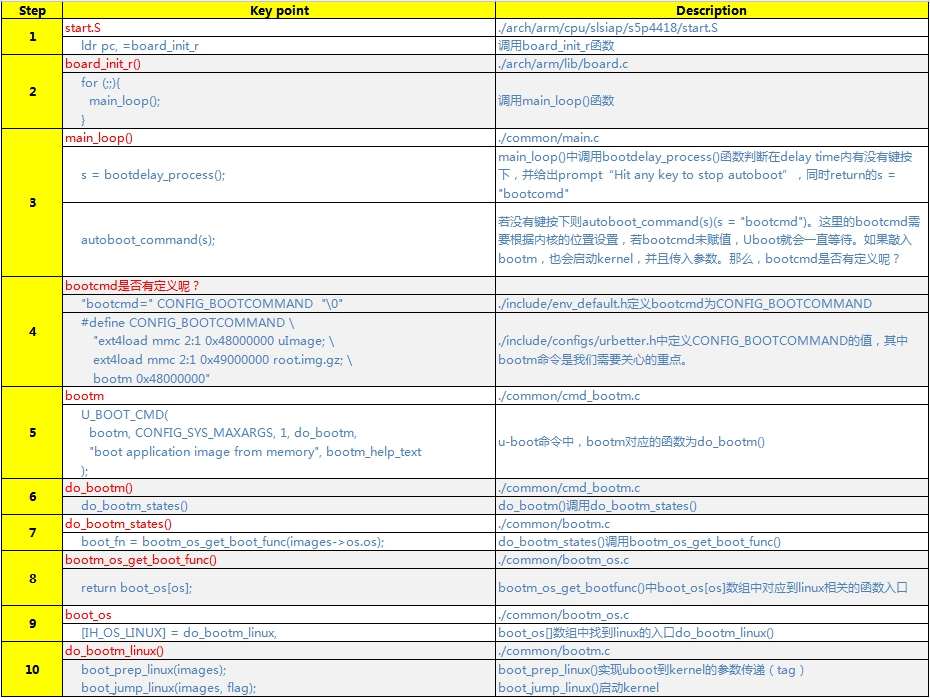 Step Key point Description
1
start.S ./arch/arm/cpu/slsiap/s5p4418/start.S
ldr pc, =board_init_r 调用board_init_r函数
2
board_init_r() ./arch/arm/lib/board.c
for (;;){
main_loop();
}
调用main_loop()函数
3
main_loop() ./common/main.c
s = bootdelay_process();
main_loop()中调用bootdelay_process()函数判断在delay time内有没有键按
下，并给出prompt“Hit any key to stop autoboot”，同时return的s =
"bootcomd"
autoboot_command(s);
若没有键按下则autoboot_command(s)(s = "bootcmd")。这里的bootcmd需
要根据内核的位置设置，若bootcmd未赋值，Uboot就会一直等待。如果敲入
bootm，也会启动kernel，并且传入参数。那么，bootcmd是否有定义呢？
4
bootcmd是否有定义呢？
"bootcmd=" CONFIG_BOOTCOMMAND "\0" ./include/env_default.h定义bootcmd为CONFIG_BOOTCOMMAND
#define CONFIG_BOOTCOMMAND \
"ext4load mmc 2:1 0x48000000 uImage; \
ext4load mmc 2:1 0x49000000 root.img.gz; \
bootm 0x48000000"
./include/configs/urbetter.h中定义CONFIG_BOOTCOMMAND的值，其中
bootm命令是我们需要关心的重点。
5
bootm ./common/cmd_bootm.c
U_BOOT_CMD(
bootm, CONFIG_SYS_MAXARGS, 1, do_bootm,
"boot application image from memory", bootm_help_text
);
u-boot命令中，bootm对应的函数为do_bootm()
6
do_bootm() ./common/cmd_bootm.c
do_bootm_states() do_bootm()调用do_bootm_states()
7
do_bootm_states() ./common/bootm.c
boot_fn = bootm_os_get_boot_func(images->os.os); do_bootm_states()调用bootm_os_get_boot_func()
8
bootm_os_get_boot_func() ./common/bootm_os.c
return boot_os[os]; bootm_os_get_bootfunc()中boot_os[os]数组中对应到linux相关的函数入口
9
boot_os ./common/bootm_os.c
[IH_OS_LINUX] = do_bootm_linux, boot_os[]数组中找到linux的入口do_bootm_linux()
10
do_bootm_linux() ./common/bootm.c
boot_prep_linux(images); boot_prep_linux()实现uboot到kernel的参数传递（tag）
boot_jump_linux(images, flag); boot_jump_linux()启动kernel